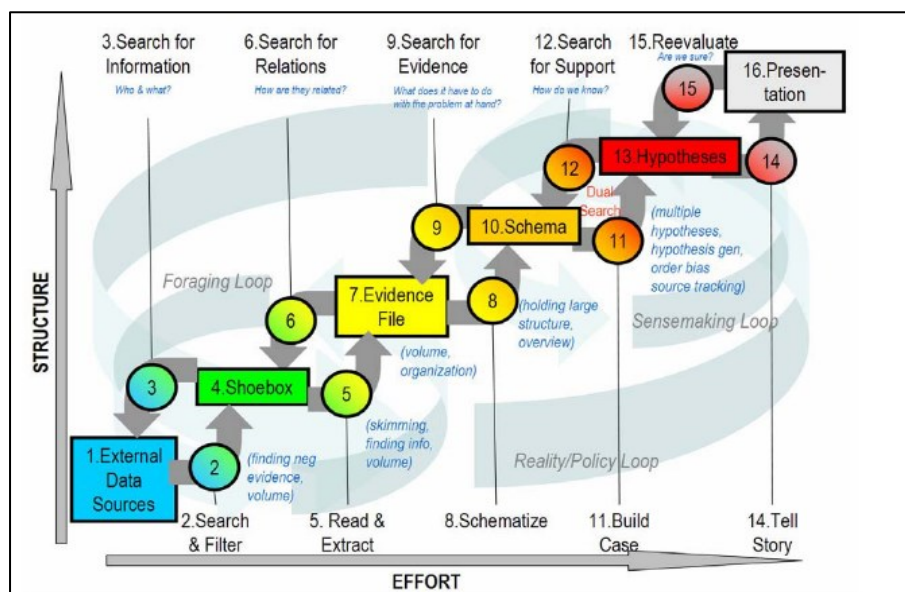 3.Search for
Information
Who & what?
6.Search for
Relations
How are they related?
9.Search for
Evidence
What does it have to do
with the problem at hand?
12.Search
for Support
How do we know?
15.Reevaluate
Are we sure?
16.Presen-
tation
15
13.Hypotheses
14
12
Dual
Search
10.Schema
11
9
(multiple
hypotheses,
hypothesis gen,
order bias
source tracking)
Foraging Loop
7.Evidence
File
8
(holding large
structure,
overview)
Sensemaking Loop
6
(volume,
organization)
4.Shoebox
5
3
(skimming,
finding info,
volume)
1.External
Data
Sources
2
(finding neg
evidence,
volume)
Reality/Policy Loop
2.Search
& Filter
5. Read &
Extract
8.Schematize
11.Build
Case
14.Tell
Story
STRUCTURE
EFFORT